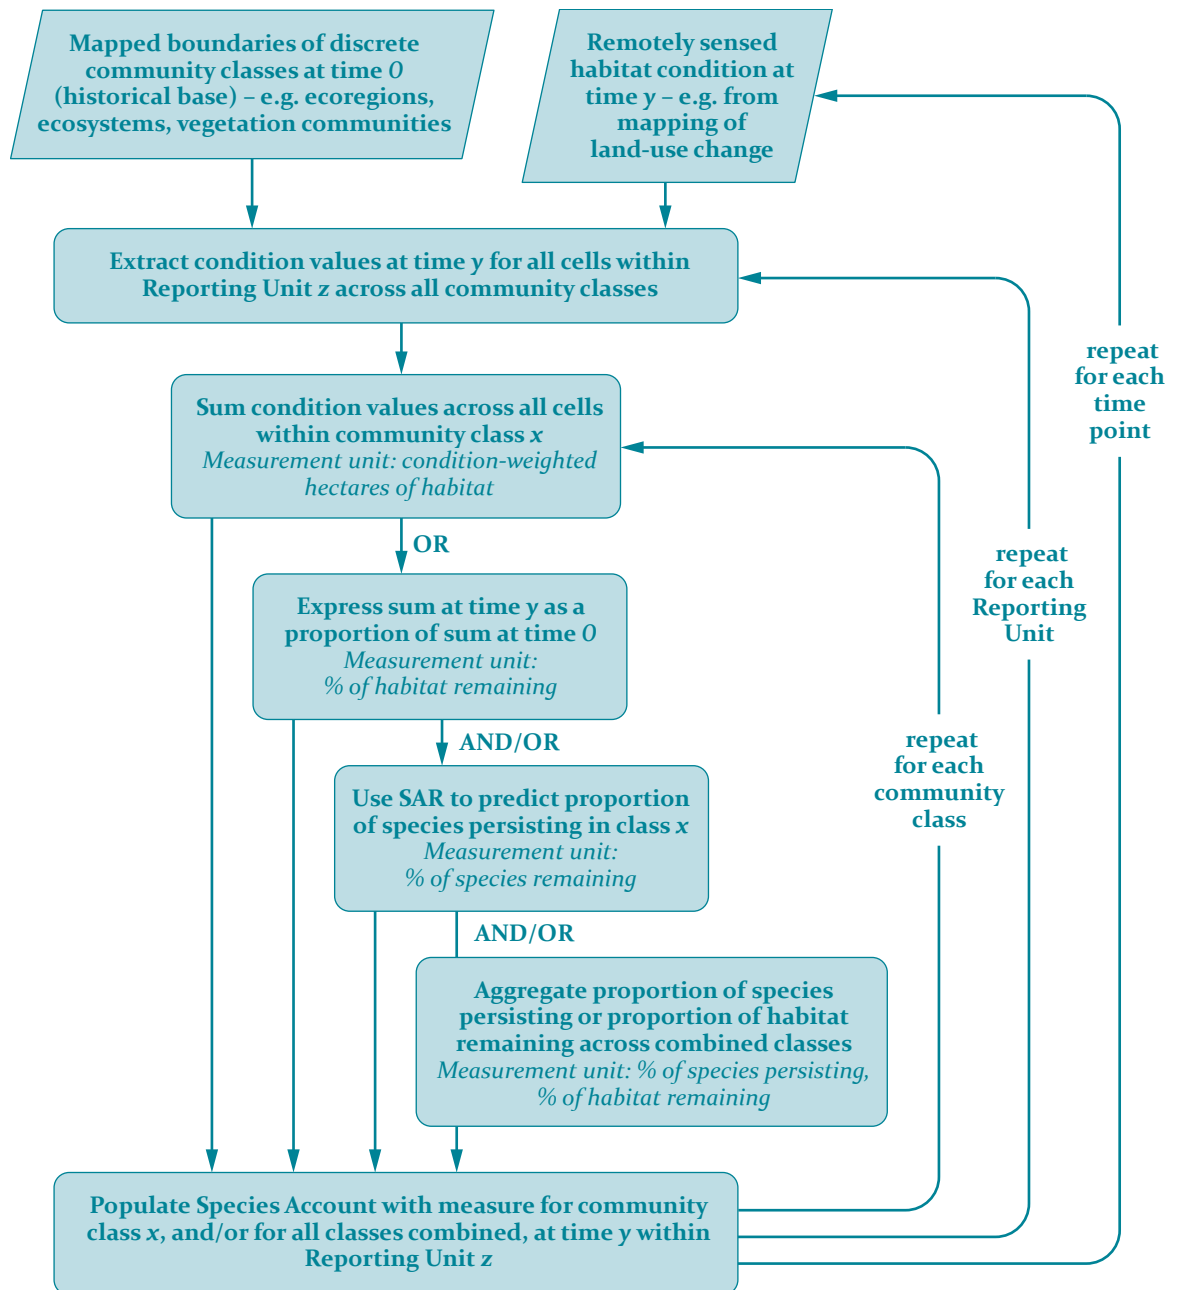 Mapped boundaries of discrete
community classes at time 0
(historical base) – e.g. ecoregions,
ecosystems, vegetation communities
Remotely sensed
habitat condition at
time y – e.g. from
mapping of
land-use change
Extract condition values at time y for all cells within
Reporting Unit z across all community classes
Sum condition values across all cells
within community class x
Measurement unit: condition-weighted
hectares of habitat
OR
Express sum at time y as a
proportion of sum at time 0
Measurement unit:
% of habitat remaining
AND/OR
Use SAR to predict proportion
of species persisting in class x
Measurement unit:
% of species remaining
AND/OR
Aggregate proportion of species
persisting or proportion of habitat
remaining across combined classes
Measurement unit: % of species persisting,
% of habitat remaining
Populate Species Account with measure for community
class x, and/or for all classes combined, at time y within
Reporting Unit z
repeat
for each
community
class
repeat
for each
Reporting
Unit
repeat
for each
time
point